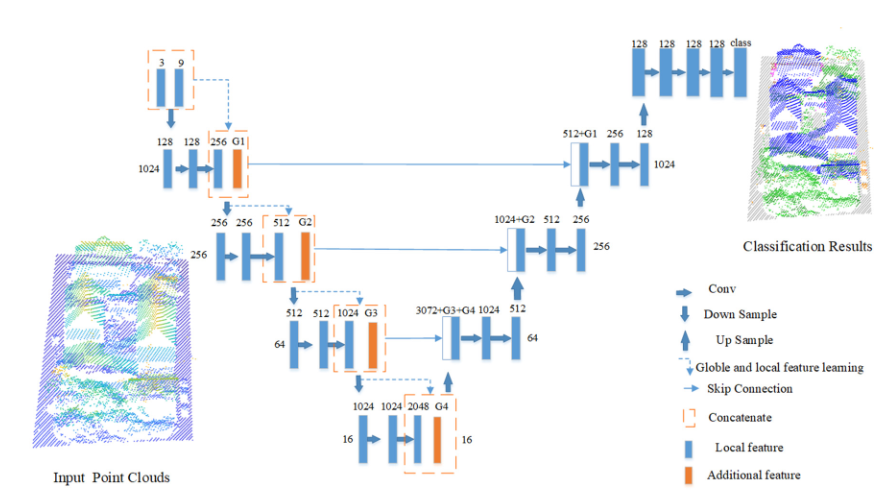 128 128 128 128 class
3 9
512+G1 256 128
128 128 256 G1
1024
1024
1024+G2 512 256
256 256 512 G2
256
256
Classification Results
3072+G3+G4 1024 512
512 512 1024 G3
64
64
1024 1024 2048 G4
16
16
Input Point Clouds
Conv
Down Sample
Up Sample
Globle and local feature learning
Skip Connection
Concatenate
Local feature
Additional feature